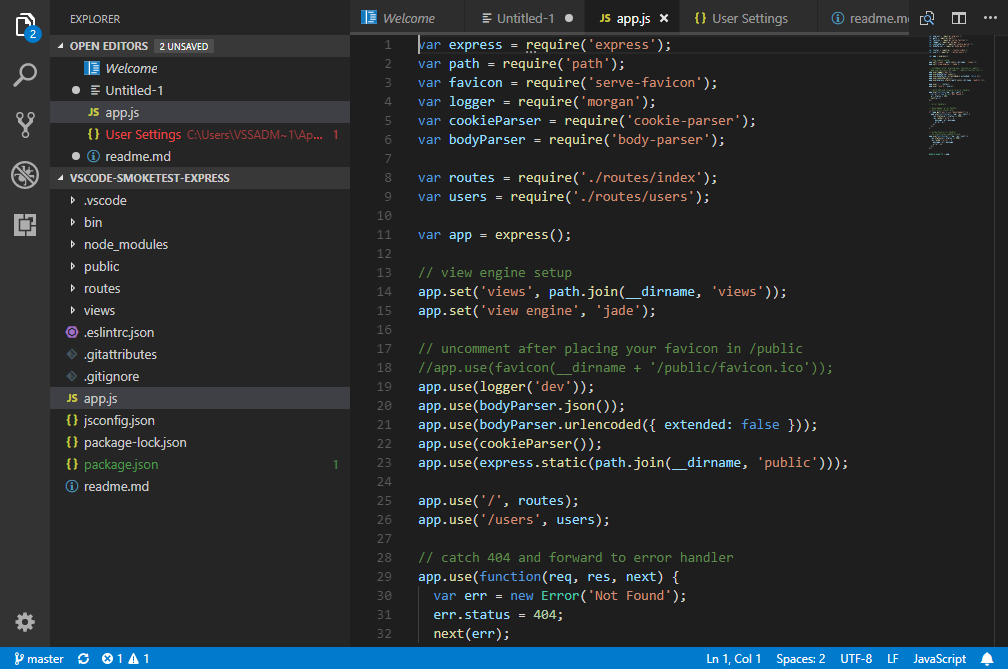 2
EXPLORER
OPEN EDITORS 2 UNSAVED
Welcome
Untitled-1
JS app.js
{} User Settings C:\Users\VSSADM~1\Ap... 1
readme.md
VSCODE-SMOKETEST-EXPRESS
.vscode
bin
node_modules
public
routes
views
.eslintrc.json
.gitattributes
.gitignore
JS app.js
{} jsconfig.json
{} package-lock.json
{} package.json 1
readme.md
Welcome Untitled-1 JS app.js {} User Settings readme.m
1 var express = require('express');
2 var path = require('path');
3 var favicon = require('serve-favicon');
4 var logger = require('morgan');
5 var cookieParser = require('cookie-parser');
6 var bodyParser = require('body-parser');
7
8 var routes = require('./routes/index');
9 var users = require('./routes/users');
10
11 var app = express();
12
13 // view engine setup
14 app.set('views', path.join(__dirname, 'views'));
15 app.set('view engine', 'jade');
16
17 // uncomment after placing your favicon in /public
18 //app.use(favicon(__dirname + '/public/favicon.ico'));
19 app.use(logger('dev'));
20 app.use(bodyParser.json());
21 app.use(bodyParser.urlencoded({ extended: false }));
22 app.use(cookieParser());
23 app.use(express.static(path.join(__dirname, 'public')));
24
25 app.use('/', routes);
26 app.use('/users', users);
27
28 // catch 404 and forward to error handler
29 app.use(function(req, res, next) {
30   var err = new Error('Not Found');
31   err.status = 404;
32   next(err);
master 1 1 Ln 1, Col 1 Spaces: 2 UTF-8 LF JavaScript